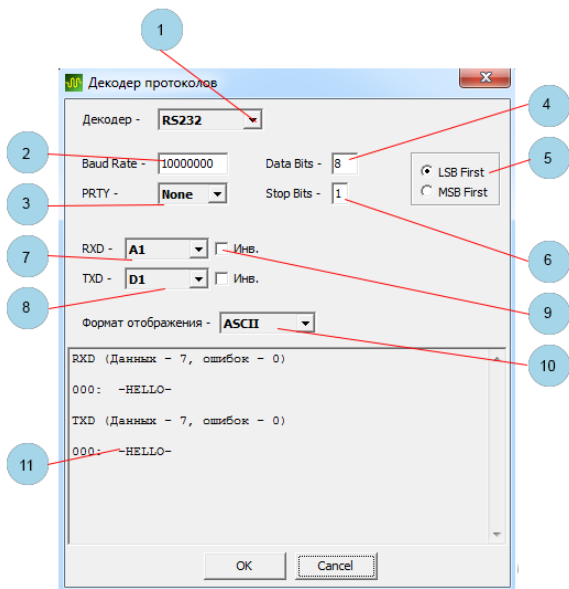 1
Декодер протоколов
Декодер - RS232
4
2
Baud Rate - 10000000 Data Bits - 8
LSB First
5
PRTY - None Stop Bits - 1
MSB First
3
RXD - A1 Инв.
7
6
TXD - D1 Инв.
8
9
Формат отображения - ASCII
10
RXD (Данных - 7, ошибок - 0)
000: -HELLO-
TXD (Данных - 7, ошибок - 0)
000: -HELLO-
11
OK Cancel